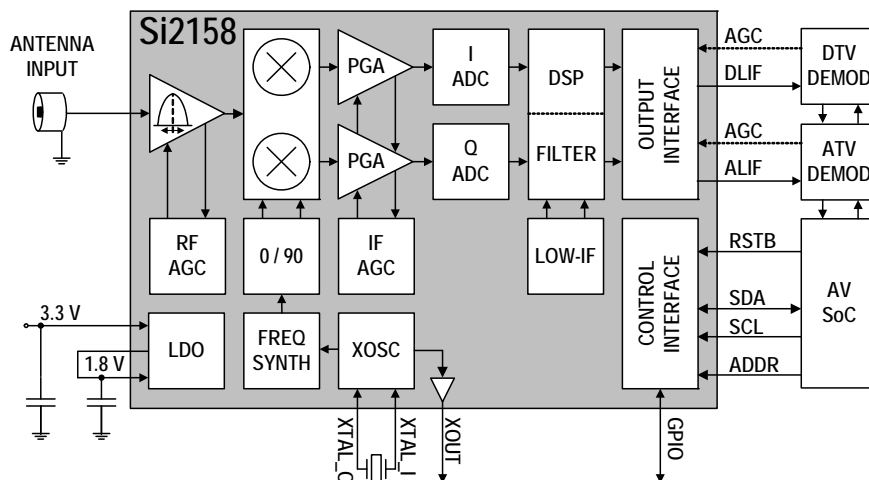 Si2158
ANTENNA
INPUT
PGA
PGA
I
ADC
Q
ADC
DSP
FILTER
OUTPUT
INTERFACE
AGC
DLIF
AGC
ALIF
DTV
DEMOD
ATV
DEMOD
RF
AGC
0 / 90
IF
AGC
LOW-IF
CONTROL
INTERFACE
RSTB
SDA
SCL
ADDR
AV
SoC
3.3 V
1.8 V
LDO
FREQ
SYNTH
XOSC
XTAL_O
XTAL_I
XOUT
GPIO